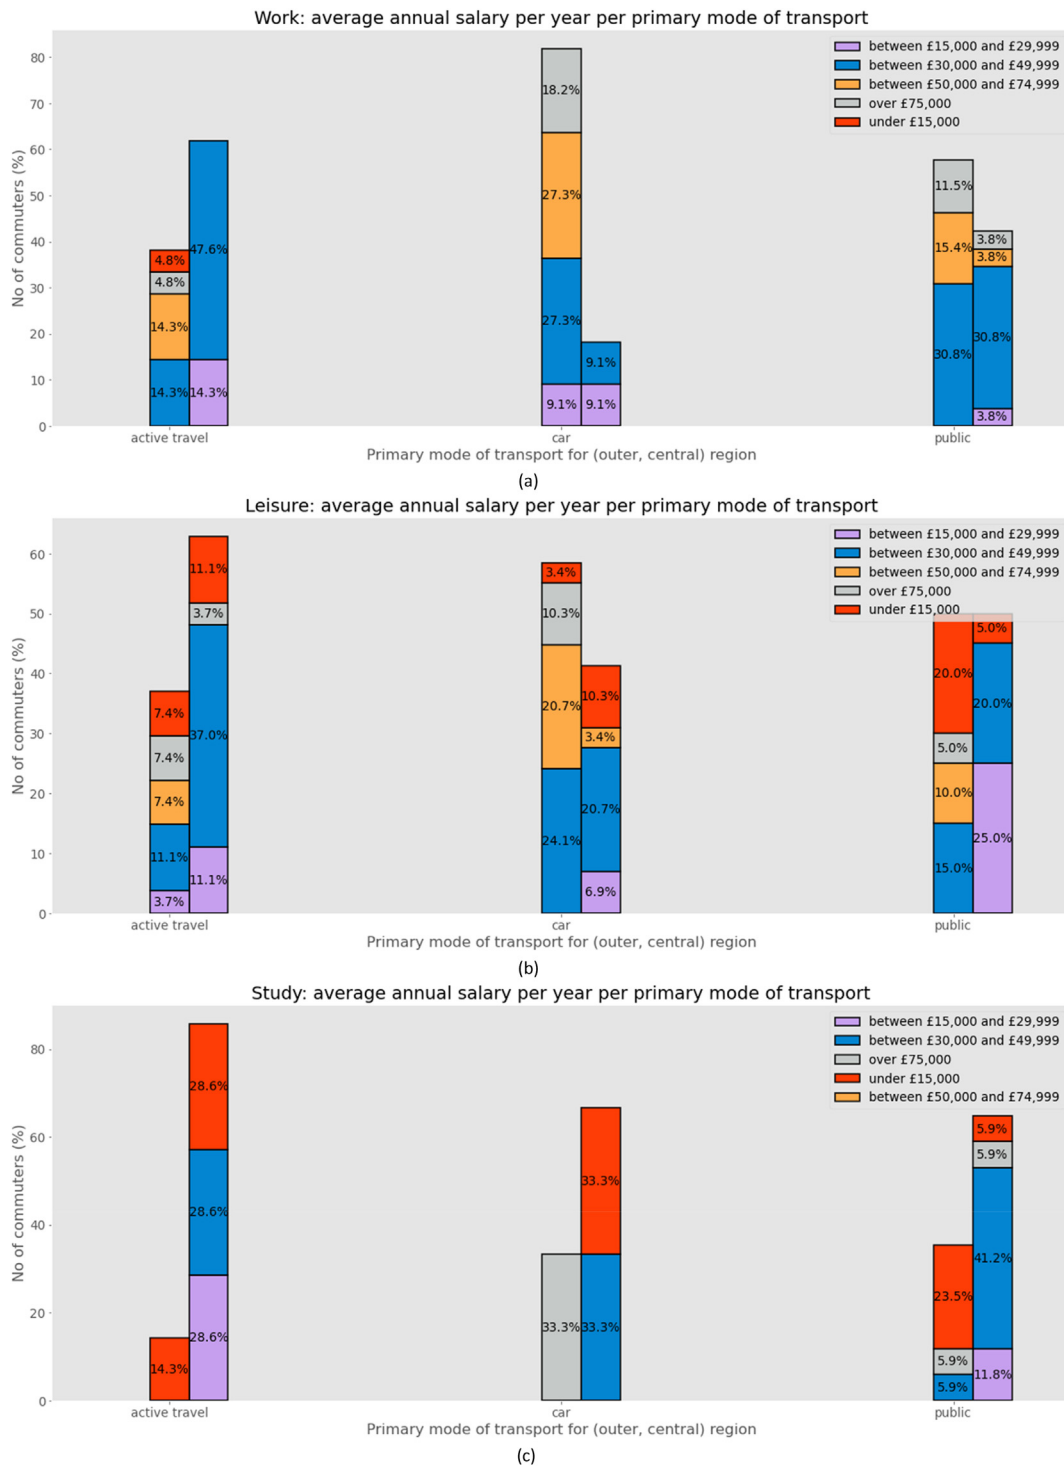 Work: average annual salary per year per primary mode of transport
between £15,000 and £29,999
between £30,000 and £49,999
between £50,000 and £74,999
over £75,000
under £15,000
No of commuters (%)
80
70
60
50
40
30
20
10
0
4.8%
4.8%
14.3%
14.3%
47.6%
14.3%
18.2%
27.3%
27.3%
9.1%
9.1%
9.1%
11.5%
15.4%
30.8%
3.8%
3.8%
30.8%
3.8%
active travel
car
public
Primary mode of transport for (outer, central) region
(a)
Leisure: average annual salary per year per primary mode of transport
between £15,000 and £29,999
between £30,000 and £49,999
between £50,000 and £74,999
over £75,000
under £15,000
No of commuters (%)
60
50
40
30
20
10
0
7.4%
7.4%
7.4%
11.1%
3.7%
11.1%
3.7%
37.0%
11.1%
3.4%
10.3%
20.7%
24.1%
10.3%
3.4%
20.7%
6.9%
20.0%
5.0%
10.0%
15.0%
5.0%
20.0%
25.0%
active travel
car
public
Primary mode of transport for (outer, central) region
(b)
Study: average annual salary per year per primary mode of transport
between £15,000 and £29,999
between £30,000 and £49,999
over £75,000
under £15,000
between £50,000 and £74,999
No of commuters (%)
80
60
40
20
0
14.3%
28.6%
28.6%
28.6%
33.3%
33.3%
33.3%
23.5%
5.9%
5.9%
5.9%
5.9%
41.2%
11.8%
active travel
car
public
Primary mode of transport for (outer, central) region
(c)